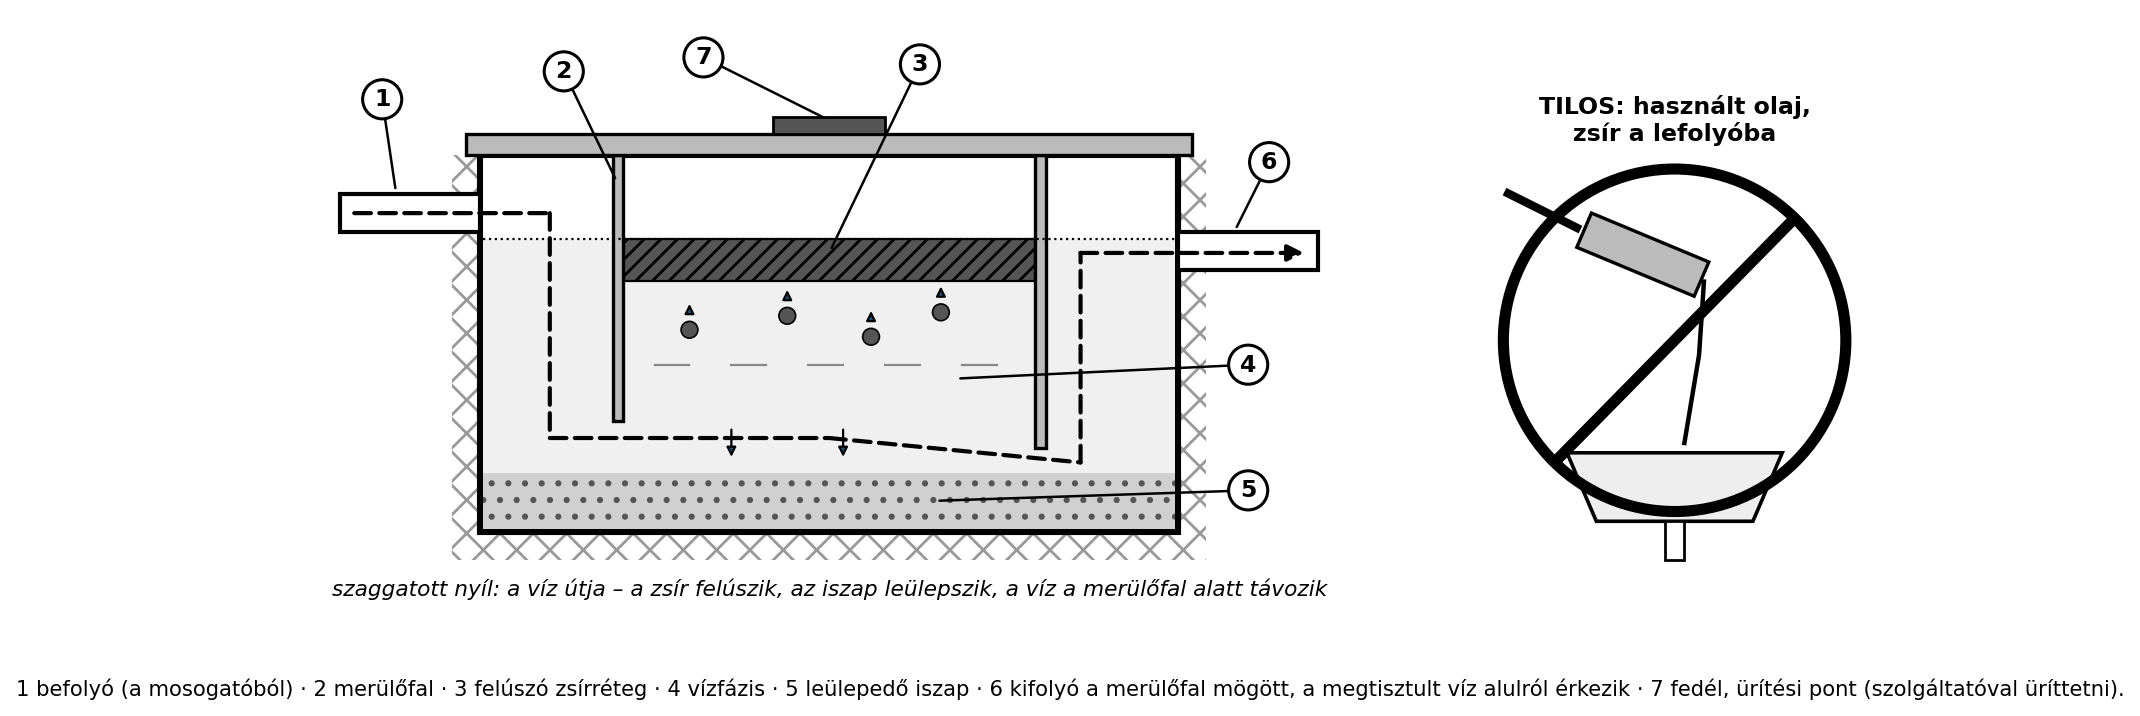 7
3
2
1
TILOS: használt olaj,
zsír a lefolyóba
6
4
5
szaggatott nyíl: a víz útja – a zsír felúszik, az iszap leülepszik, a víz a merülőfal alatt távozik
1 befolyó (a mosogatóból) · 2 merülőfal · 3 felúszó zsírréteg · 4 vízfázis · 5 leülepedő iszap · 6 kifolyó a merülőfal mögött, a megtisztult víz alulról érkezik · 7 fedél, ürítési pont (szolgáltatóval üríttetni).